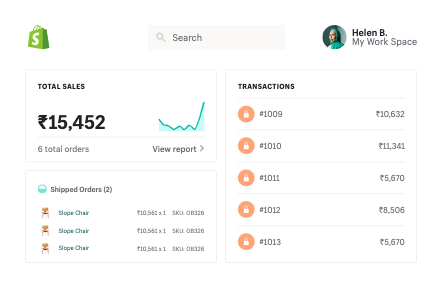 Search
Helen B.
My Work Space
TOTAL SALES
₹15,452
6 total orders
View report
Shipped Orders (2)
Slope Chair ₹10,561 x 1 SKU: OB326
Slope Chair ₹10,561 x 1 SKU: OB326
Slope Chair ₹10,561 x 1 SKU: OB326
TRANSACTIONS
#1009 ₹10,632
#1010 ₹11,341
#1011 ₹5,670
#1012 ₹8,506
#1013 ₹5,670